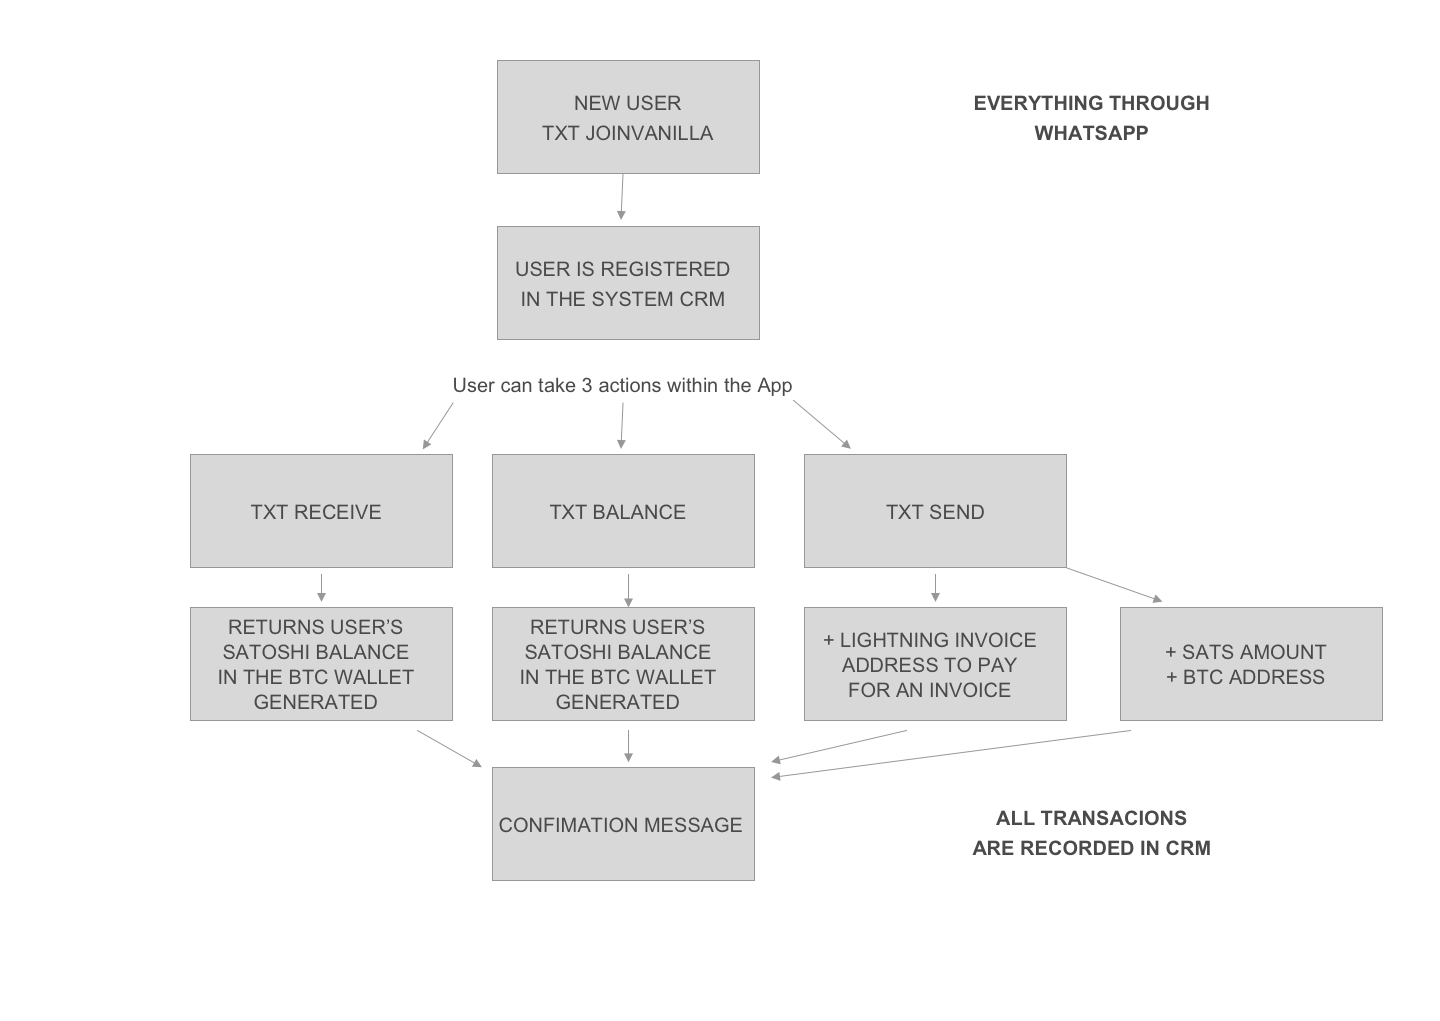 NEW USER
TXT JOINVANILLA
EVERYTHING THROUGH
WHATSAPP
USER IS REGISTERED
IN THE SYSTEM CRM
User can take 3 actions within the App
TXT RECEIVE
TXT BALANCE
TXT SEND
RETURNS USER’S
SATOSHI BALANCE
IN THE BTC WALLET
GENERATED
RETURNS USER’S
SATOSHI BALANCE
IN THE BTC WALLET
GENERATED
+ LIGHTNING INVOICE
ADDRESS TO PAY
FOR AN INVOICE
+ SATS AMOUNT
+ BTC ADDRESS
CONFIMATION MESSAGE
ALL TRANSACIONS
ARE RECORDED IN CRM